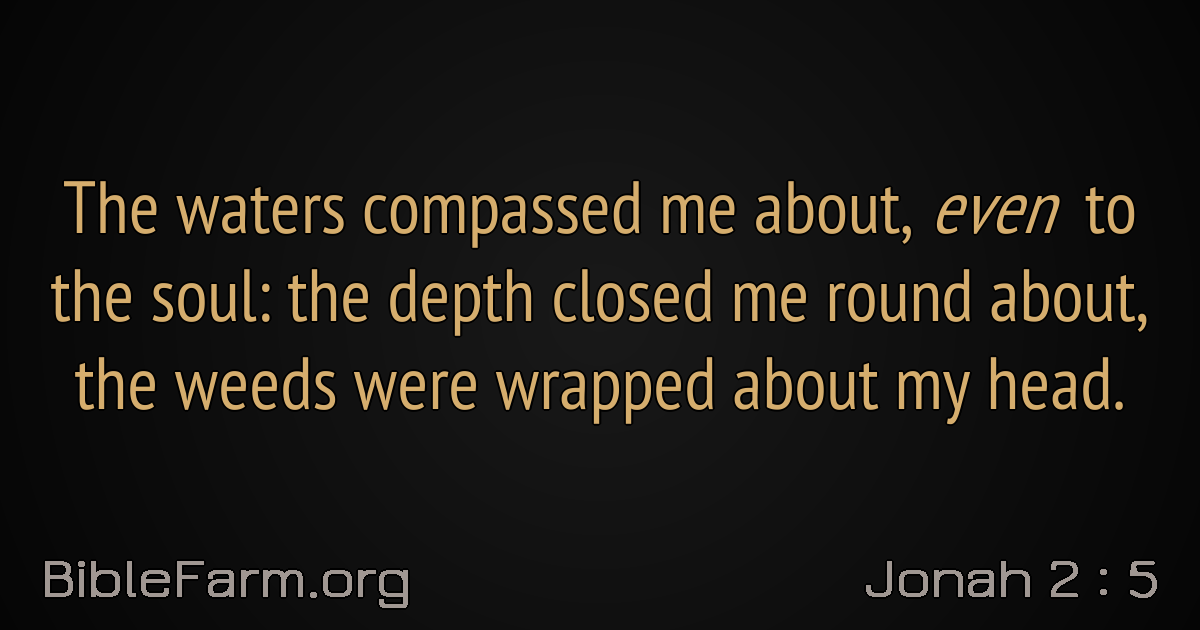 The waters compassed me about, even to
the soul: the depth closed me round about,
the weeds were wrapped about my head.
BibleFarm.org
Jonah 2 : 5